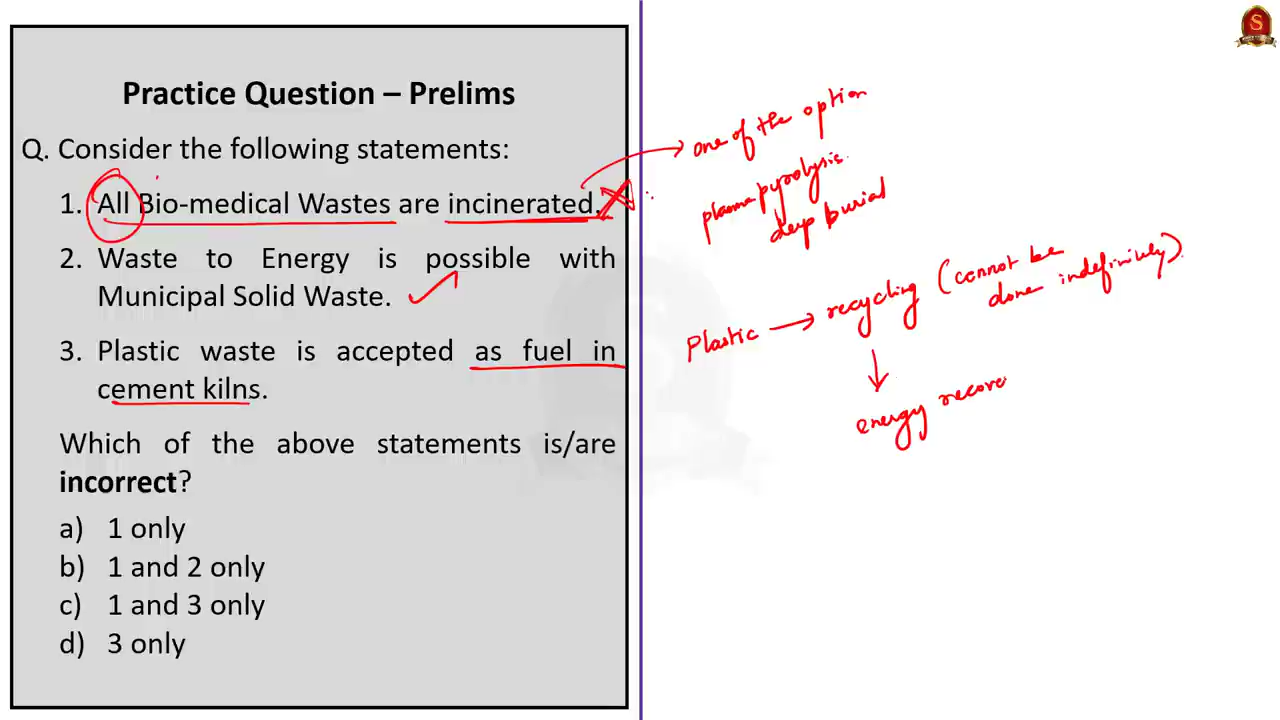 Practice Question – Prelims
Q. Consider the following statements:
1. All Bio-medical Wastes are incinerated.
2. Waste to Energy is possible with
Municipal Solid Waste.
3. Plastic waste is accepted as fuel in
cement kilns.
Which of the above statements is/are
incorrect?
a) 1 only
b) 1 and 2 only
c) 1 and 3 only
d) 3 only
one of the option
plasma pyrolysis
deep burial
Plastic → recycling (cannot be
done indefinitely)
↓
energy recove
S